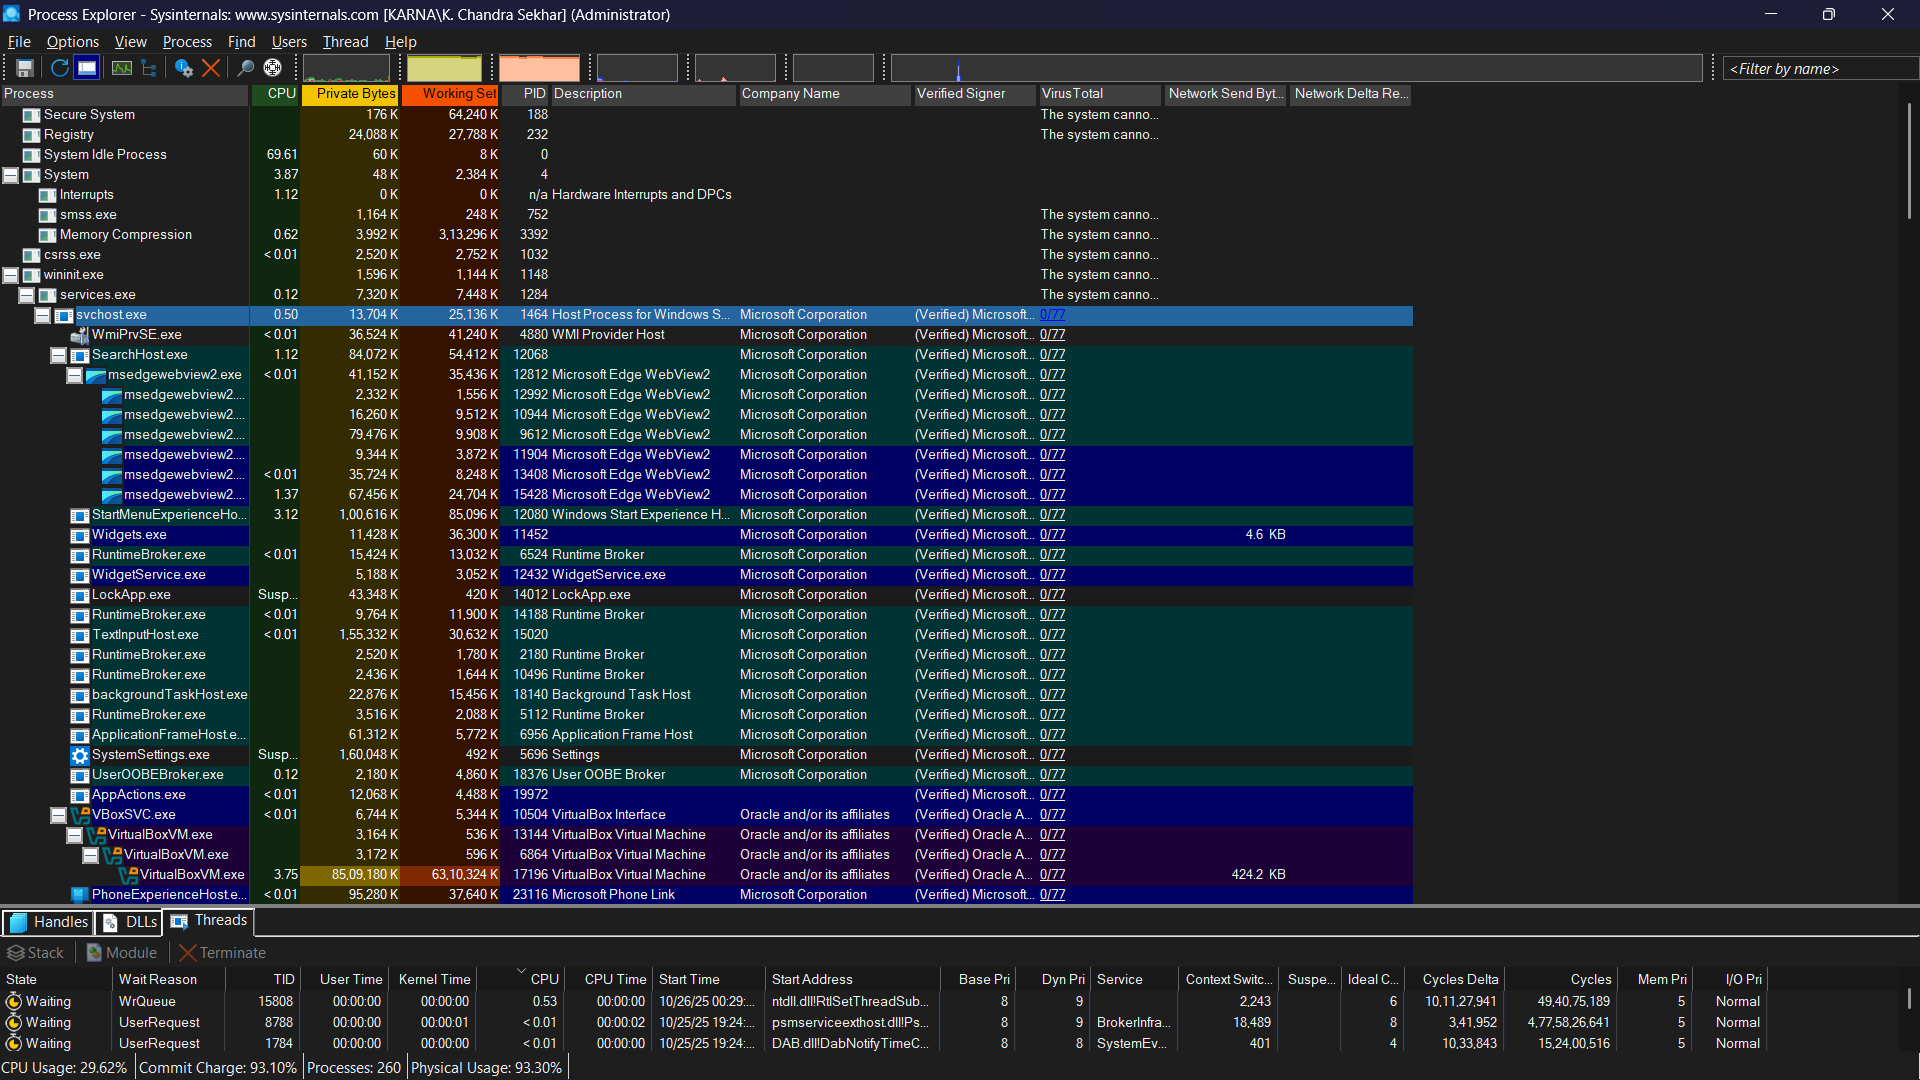 Process Explorer - Sysinternals: www.sysinternals.com [KARNA\K. Chandra Sekhar] (Administrator)
File Options View Process Find Users Thread Help
<Filter by name>
Process CPU Private Bytes Working Set PID Description Company Name Verified Signer VirusTotal Network Send Byt... Network Delta Re...
Secure System 176 K 64,240 K 188 The system canno...
Registry 24,088 K 27,788 K 232 The system canno...
System Idle Process 69.61 60 K 8 K 0
System 3.87 48 K 2,384 K 4
Interrupts 1.12 0 K 0 K n/a Hardware Interrupts and DPCs
smss.exe 1,164 K 248 K 752 The system canno...
Memory Compression 0.62 3,992 K 3,13,296 K 3392 The system canno...
csrss.exe < 0.01 2,520 K 2,752 K 1032 The system canno...
wininit.exe 1,596 K 1,144 K 1148 The system canno...
services.exe 0.12 7,320 K 7,448 K 1284 The system canno...
svchost.exe 0.50 13,704 K 25,136 K 1464 Host Process for Windows S... Microsoft Corporation (Verified) Microsoft... 0/77
WmiPrvSE.exe < 0.01 36,524 K 41,240 K 4880 WMI Provider Host Microsoft Corporation (Verified) Microsoft... 0/77
SearchHost.exe 1.12 84,072 K 54,412 K 12068 Microsoft Corporation (Verified) Microsoft... 0/77
msedgewebview2.exe < 0.01 41,152 K 35,436 K 12812 Microsoft Edge WebView2 Microsoft Corporation (Verified) Microsoft... 0/77
msedgewebview2.... 2,332 K 1,556 K 12992 Microsoft Edge WebView2 Microsoft Corporation (Verified) Microsoft... 0/77
msedgewebview2.... 16,260 K 9,512 K 10944 Microsoft Edge WebView2 Microsoft Corporation (Verified) Microsoft... 0/77
msedgewebview2.... 79,476 K 9,908 K 9612 Microsoft Edge WebView2 Microsoft Corporation (Verified) Microsoft... 0/77
msedgewebview2.... 9,344 K 3,872 K 11904 Microsoft Edge WebView2 Microsoft Corporation (Verified) Microsoft... 0/77
msedgewebview2.... < 0.01 35,724 K 8,248 K 13408 Microsoft Edge WebView2 Microsoft Corporation (Verified) Microsoft... 0/77
msedgewebview2.... 1.37 67,456 K 24,704 K 15428 Microsoft Edge WebView2 Microsoft Corporation (Verified) Microsoft... 0/77
StartMenuExperienceHo... 3.12 1,00,616 K 85,096 K 12080 Windows Start Experience H... Microsoft Corporation (Verified) Microsoft... 0/77
Widgets.exe 11,428 K 36,300 K 11452 Microsoft Corporation (Verified) Microsoft... 0/77 4.6 KB
RuntimeBroker.exe < 0.01 15,424 K 13,032 K 6524 Runtime Broker Microsoft Corporation (Verified) Microsoft... 0/77
WidgetService.exe 5,188 K 3,052 K 12432 WidgetService.exe Microsoft Corporation (Verified) Microsoft... 0/77
LockApp.exe Susp... 43,348 K 420 K 14012 LockApp.exe Microsoft Corporation (Verified) Microsoft... 0/77
RuntimeBroker.exe < 0.01 9,764 K 11,900 K 14188 Runtime Broker Microsoft Corporation (Verified) Microsoft... 0/77
TextInputHost.exe < 0.01 1,55,332 K 30,632 K 15020 Microsoft Corporation (Verified) Microsoft... 0/77
RuntimeBroker.exe 2,520 K 1,780 K 2180 Runtime Broker Microsoft Corporation (Verified) Microsoft... 0/77
RuntimeBroker.exe 2,436 K 1,644 K 10496 Runtime Broker Microsoft Corporation (Verified) Microsoft... 0/77
backgroundTaskHost.exe 22,876 K 15,456 K 18140 Background Task Host Microsoft Corporation (Verified) Microsoft... 0/77
RuntimeBroker.exe 3,516 K 2,088 K 5112 Runtime Broker Microsoft Corporation (Verified) Microsoft... 0/77
ApplicationFrameHost.e... 61,312 K 5,772 K 6956 Application Frame Host Microsoft Corporation (Verified) Microsoft... 0/77
SystemSettings.exe Susp... 1,60,048 K 492 K 5696 Settings Microsoft Corporation (Verified) Microsoft... 0/77
UserOOBEBroker.exe 0.12 2,180 K 4,860 K 18376 User OOBE Broker Microsoft Corporation (Verified) Microsoft... 0/77
AppActions.exe < 0.01 12,068 K 4,488 K 19972 (Verified) Microsoft... 0/77
VBoxSVC.exe < 0.01 6,744 K 5,344 K 10504 VirtualBox Interface Oracle and/or its affiliates (Verified) Oracle A... 0/77
VirtualBoxVM.exe 3,164 K 536 K 13144 VirtualBox Virtual Machine Oracle and/or its affiliates (Verified) Oracle A... 0/77
VirtualBoxVM.exe 3,172 K 596 K 6864 VirtualBox Virtual Machine Oracle and/or its affiliates (Verified) Oracle A... 0/77
VirtualBoxVM.exe 3.75 85,09,180 K 63,10,324 K 17196 VirtualBox Virtual Machine Oracle and/or its affiliates (Verified) Oracle A... 0/77 424.2 KB
PhoneExperienceHost.e... < 0.01 95,280 K 37,640 K 23116 Microsoft Phone Link Microsoft Corporation (Verified) Microsoft... 0/77
Handles DLLs Threads
Stack Module Terminate
State Wait Reason TID User Time Kernel Time CPU CPU Time Start Time Start Address Base Pri Dyn Pri Service Context Switc... Suspe... Ideal C... Cycles Delta Cycles Mem Pri I/O Pri
Waiting WrQueue 15808 00:00:00 00:00:00 0.53 00:00:00 10/26/25 00:29:... ntdll.dll!RtlSetThreadSub... 8 9 2,243 6 10,11,27,941 49,40,75,189 5 Normal
Waiting UserRequest 8788 00:00:00 00:00:01 < 0.01 00:00:02 10/25/25 19:24:... psmserviceexthost.dll!Ps... 8 9 BrokerInfra... 18,489 8 3,41,952 4,77,58,26,641 5 Normal
Waiting UserRequest 1784 00:00:00 00:00:00 < 0.01 00:00:00 10/25/25 19:24:... DAB.dll!DabNotifyTimeC... 8 8 SystemEv... 401 4 10,33,843 15,24,00,516 5 Normal
CPU Usage: 29.62% Commit Charge: 93.10% Processes: 260 Physical Usage: 93.30%